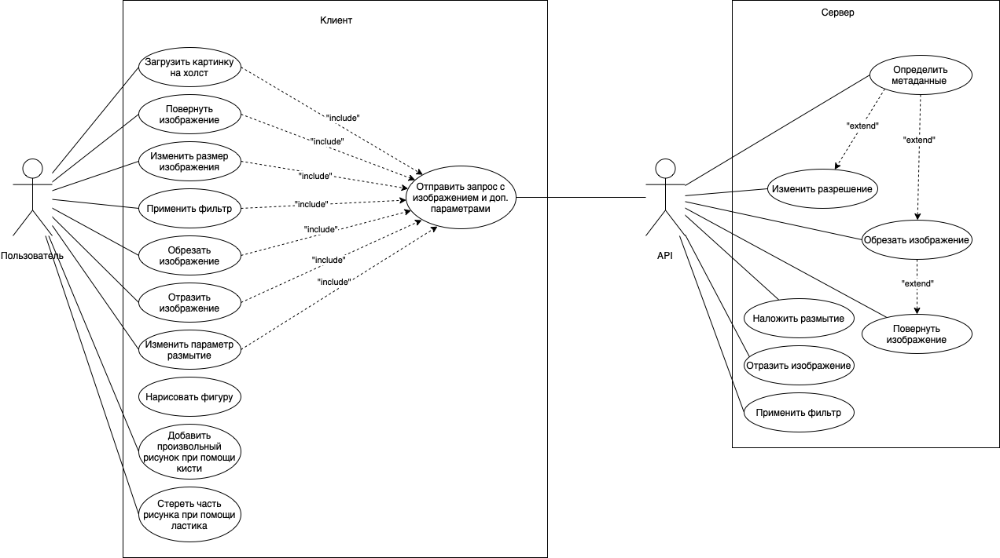 Клиент
Сервер
Загрузить картинку
на холст
Повернуть
изображение
Изменить размер
изображения
Применить фильтр
Обрезать
изображение
Отразить
изображение
Изменить параметр
размытие
Нарисовать фигуру
Добавить
произвольный
рисунок при помощи
кисти
Стереть часть
рисунка при помощи
ластика
Пользователь
"include"
"include"
"include"
"include"
"include"
"include"
"include"
Отправить запрос с
изображением и доп.
параметрами
API
Определить
метаданные
"extend"
"extend"
Изменить разрешение
Обрезать изображение
"extend"
Наложить размытие
Повернуть
изображение
Отразить изображение
Применить фильтр